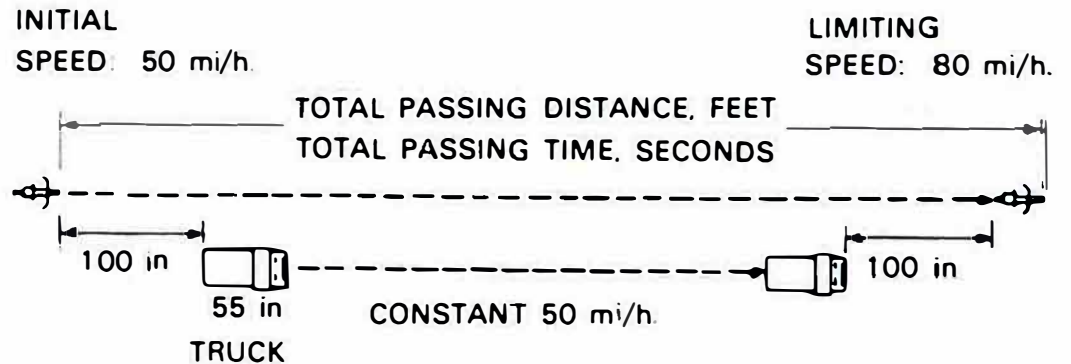 INITIAL
SPEED: 50 mi/h.
LIMITING
SPEED: 80 mi/h.
TOTAL PASSING DISTANCE, FEET
TOTAL PASSING TIME, SECONDS
100 in
100 in
55 in
TRUCK
CONSTANT 50 mi/h.